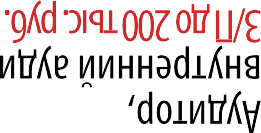 Аудитор,
внутренний ауди
З/П до 200 тыс. руб.